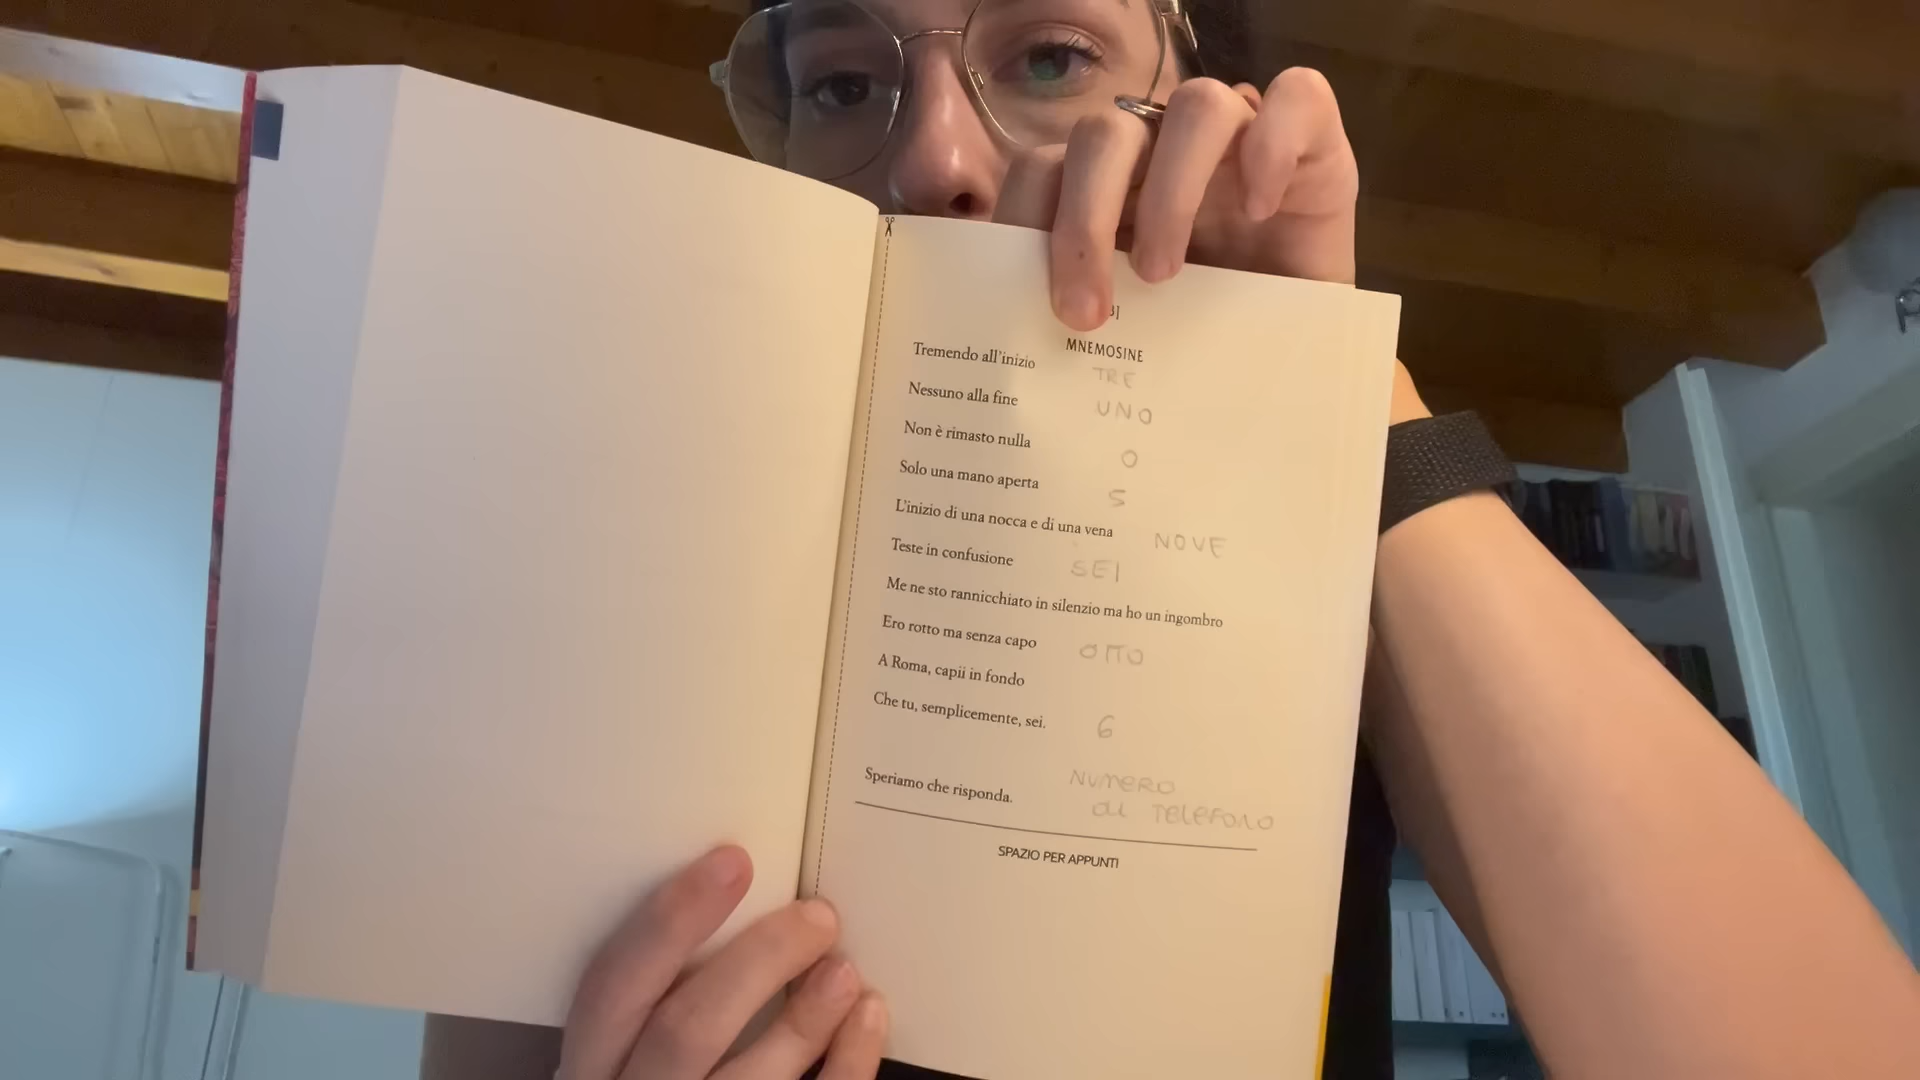 MNEMOSINE
Tremendo all'inizio TRE
Nessuno alla fine UNO
Non è rimasto nulla 0
Solo una mano aperta 5
L'inizio di una nocca e di una vena NOVE
Teste in confusione SEI
Me ne sto rannicchiato in silenzio ma ho un ingombro
Ero rotto ma senza capo OTTO
A Roma, capii in fondo
Che tu, semplicemente, sei. 6
Speriamo che risponda. NUMERO
di TELEFONO
SPAZIO PER APPUNTI